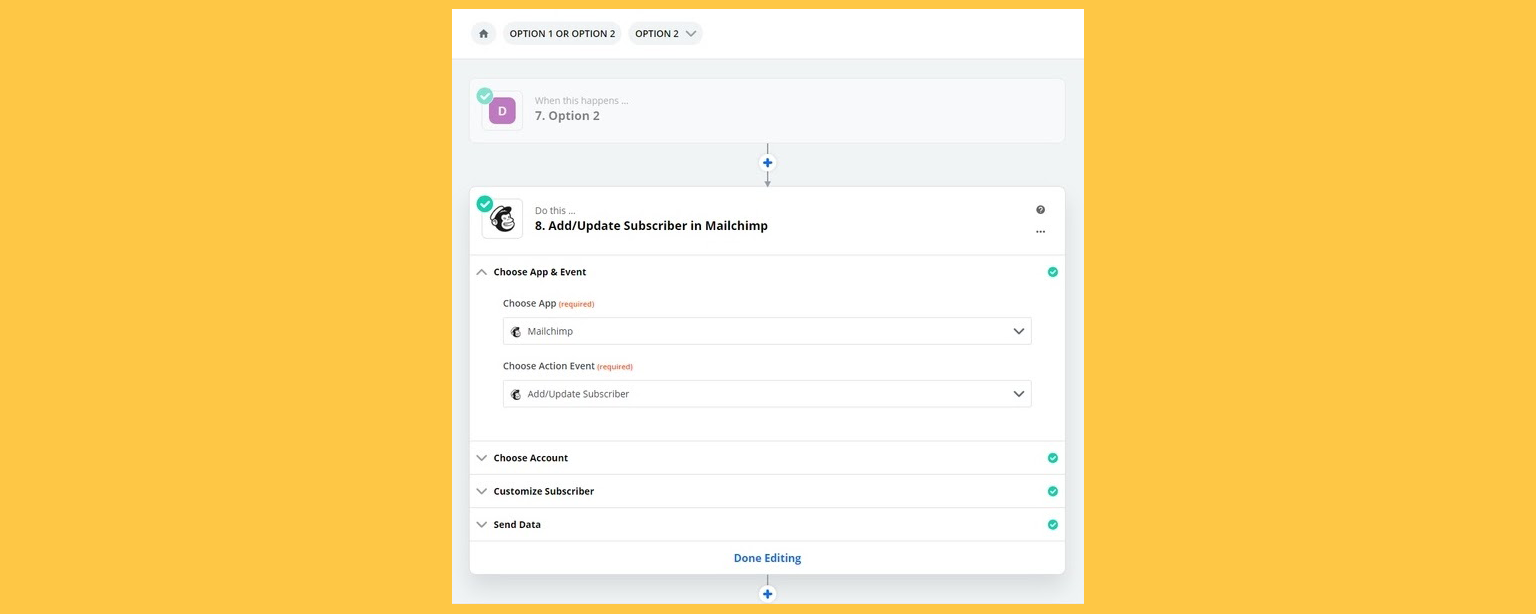 OPTION 1 OR OPTION 2
OPTION 2
D
When this happens ...
7. Option 2
Do this ...
8. Add/Update Subscriber in Mailchimp
Choose App & Event
Choose App (required)
Mailchimp
Choose Action Event (required)
Add/Update Subscriber
Choose Account
Customize Subscriber
Send Data
Done Editing